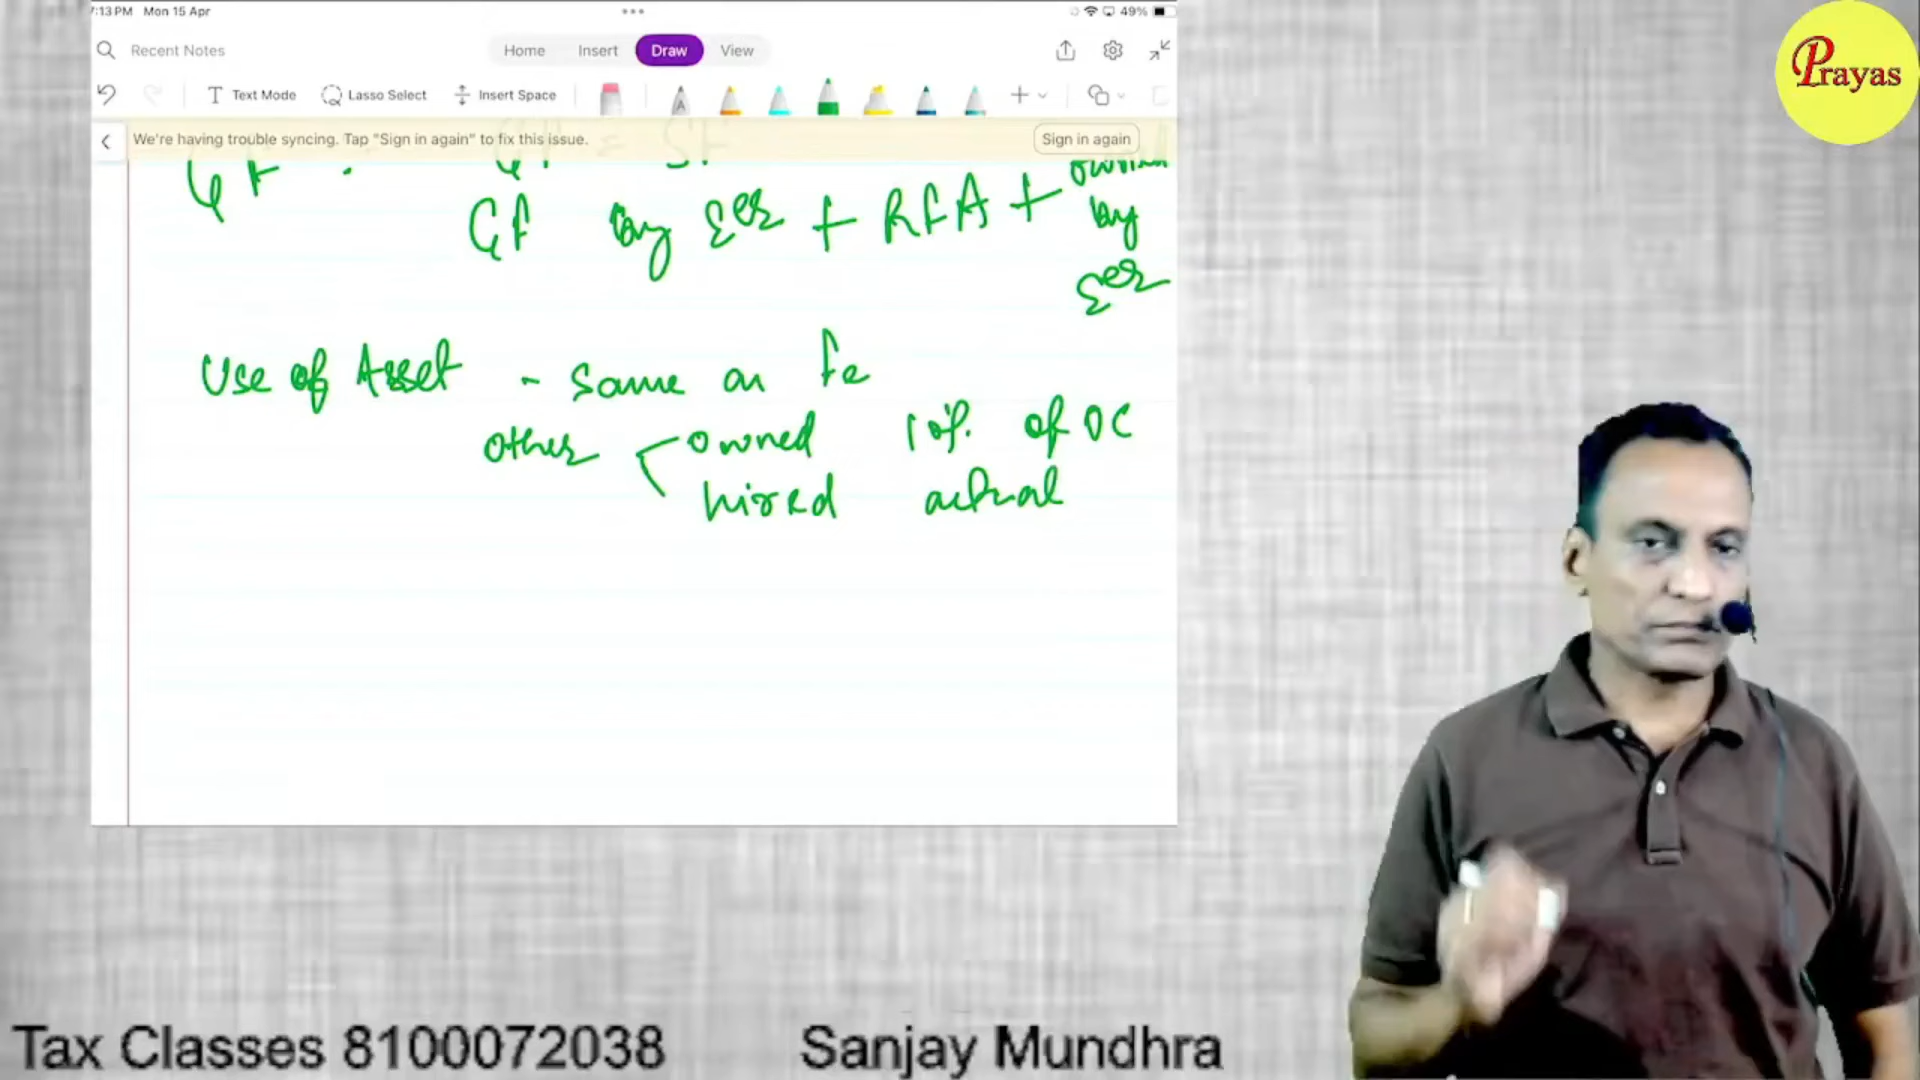 7:13 PM Mon 15 Apr
49%
Prayas
Recent Notes
Home Insert Draw View
Text Mode Lasso Select Insert Space
We're having trouble syncing. Tap "Sign in again" to fix this issue.
Sign in again
GF by Eer + RFA + owned
by
Eer
Use of Asset - Same as Fe
other owned 10%. of OC
hired actual
Tax Classes 8100072038 Sanjay Mundhra